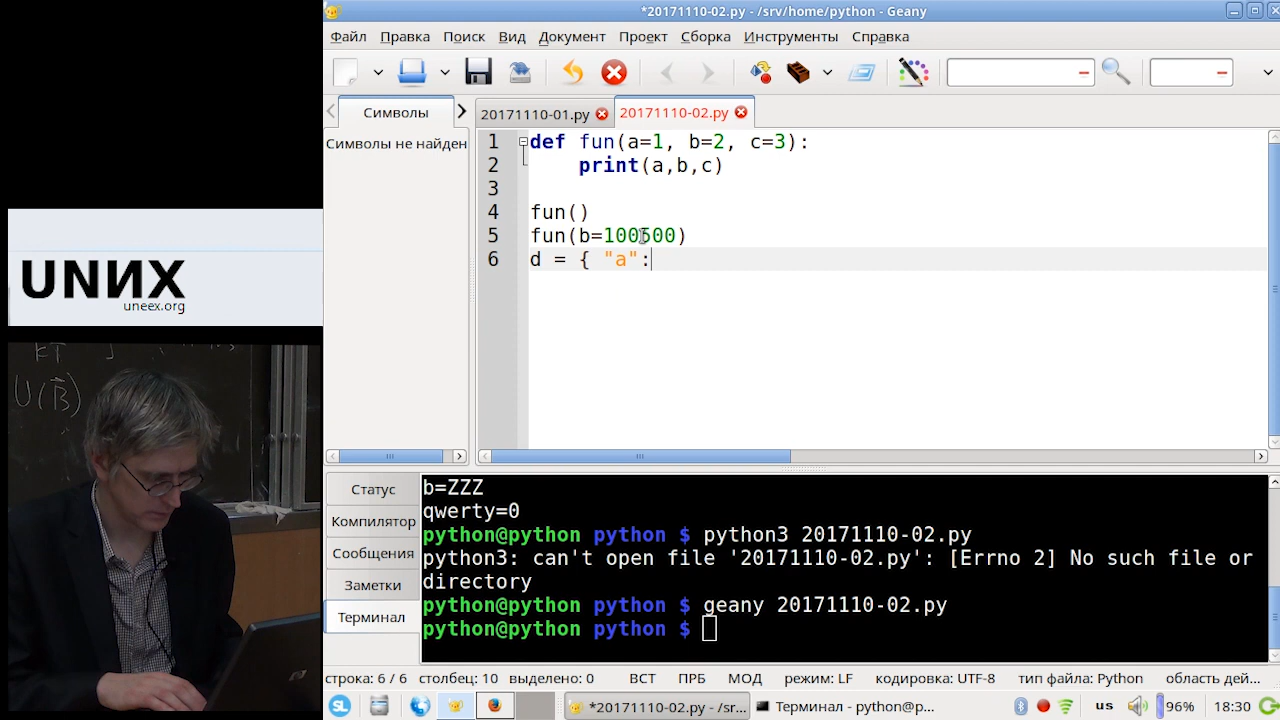 *20171110-02.py - /srv/home/python - Geany
Файл Правка Поиск Вид Документ Проект Сборка Инструменты Справка
Символы
20171110-01.py
20171110-02.py
Символы не найден
1 def fun(a=1, b=2, c=3):
2 print(a,b,c)
3
4 fun()
5 fun(b=100500)
6 d = { "a":
UNИX
uneex.org
U(B)
Статус
Компилятор
Сообщения
Заметки
Терминал
b=ZZZ
qwerty=0
python@python python $ python3 20171110-02.py
python3: can't open file '20171110-02.py': [Errno 2] No such file or
directory
python@python python $ geany 20171110-02.py
python@python python $
строка: 6 / 6 столбец: 10 выделено: 0 ВСТ ПРБ МОД режим: LF кодировка: UTF-8 тип файла: Python область дей...
SL
*20171110-02.py - /sr...
Терминал - python@p...
us
96%
18:30